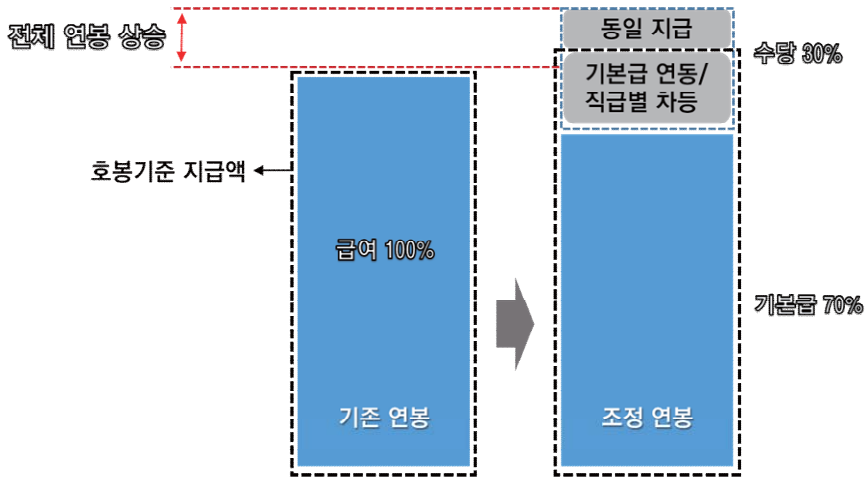 전체 연봉 상승
동일 지급
수당 30%
기본급 연동/
직급별 차등
호봉기준 지급액
급여 100%
기본급 70%
기존 연봉
조정 연봉